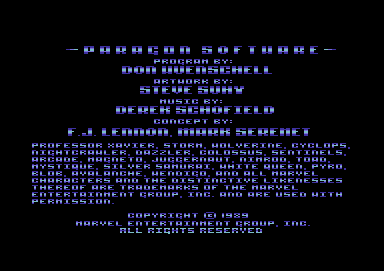 PARAGON SOFTWARE
PROGRAM BY:
DON WUENSCHELL
ARTWORK BY:
STEVE SUHY
MUSIC BY:
DEREK SCHOFIELD
CONCEPT BY:
F.J. LENNON, MARK SEREMET
PROFESSOR XAVIER, STORM, WOLVERINE, CYCLOPS,
NIGHTCRAWLER, DAZZLER, COLOSSUS, SENTINELS,
ARCADE, MAGNETO, JUGGERNAUT, NIMROD, TOAD,
MYSTIQUE, SILVER SAMURAI, WHITE QUEEN, PYRO,
BLOB, AVALANCHE, WENDIGO, AND ALL MARVEL
CHARACTERS AND THE DISTINCTIVE LIKENESSES
THEREOF ARE TRADEMARKS OF THE MARVEL
ENTERTAINMENT GROUP, INC. AND ARE USED WITH
PERMISSION.
COPYRIGHT © 1989
MARVEL ENTERTAINMENT GROUP, INC.
ALL RIGHTS RESERVED